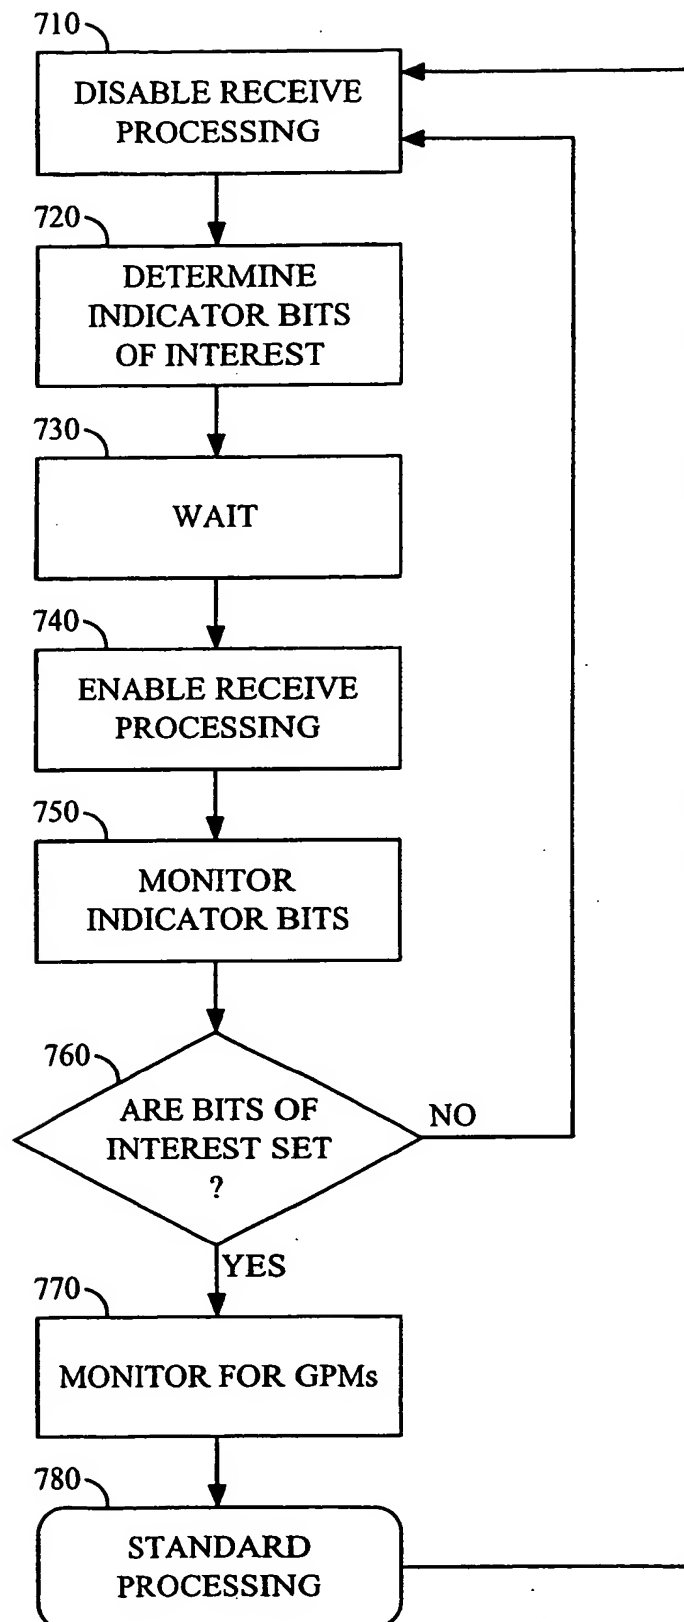 710
DISABLE RECEIVE
PROCESSING
720
DETERMINE
INDICATOR BITS
OF INTEREST
730
WAIT
740
ENABLE RECEIVE
PROCESSING
750
MONITOR
INDICATOR BITS
760
ARE BITS OF
INTEREST SET
?
NO
YES
770
MONITOR FOR GPMs
780
STANDARD
PROCESSING